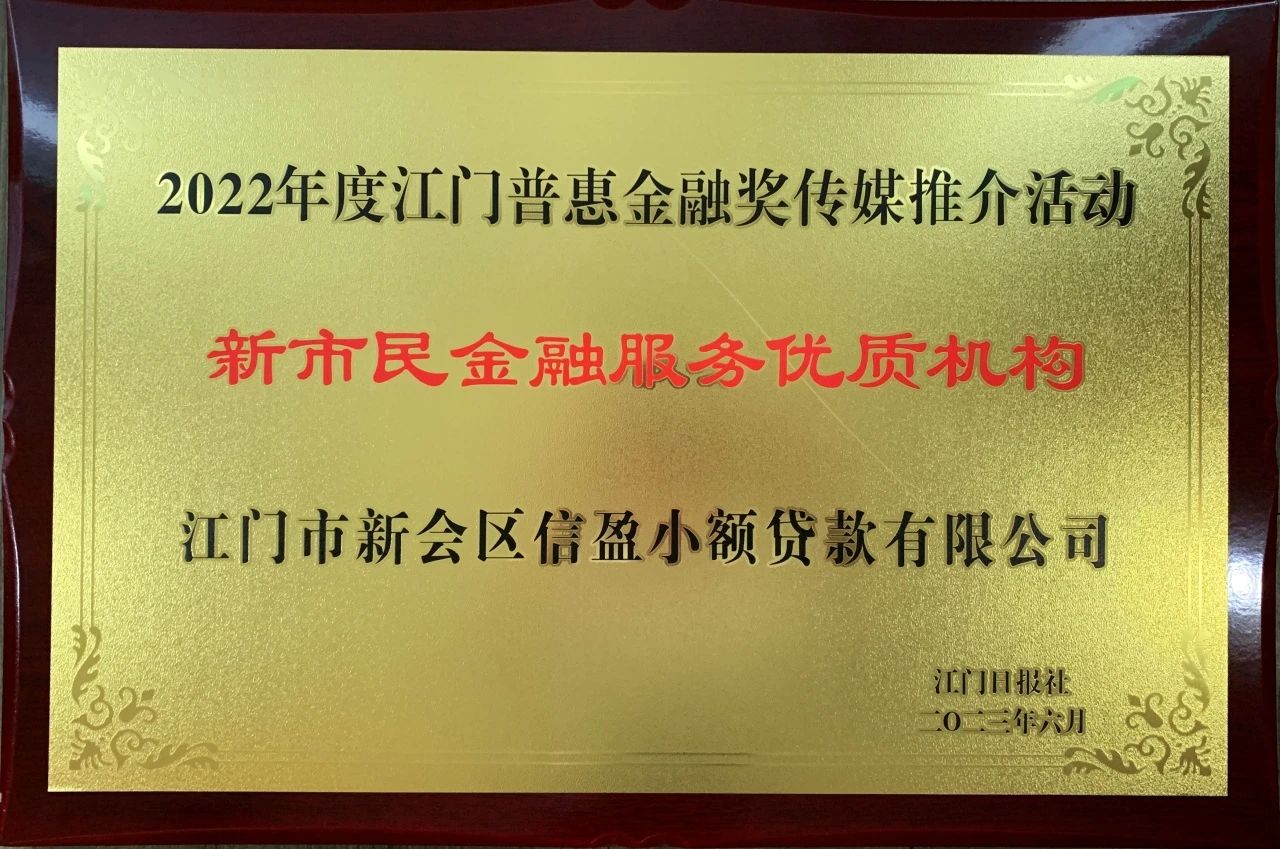 2022年度江门普惠金融奖传媒推介活动
新市民金融服务优质机构
江门市新会区信盈小额贷款有限公司
江门日报社
二〇二三年六月